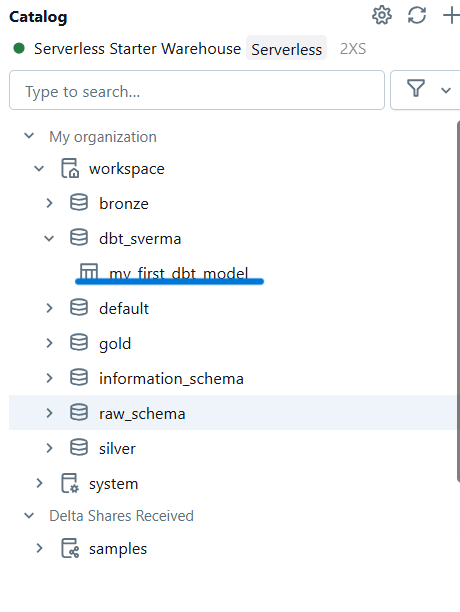 Catalog
Serverless Starter Warehouse Serverless 2XS
Type to search...
My organization
workspace
bronze
dbt_sverma
my_first_dbt_model
default
gold
information_schema
raw_schema
silver
system
Delta Shares Received
samples